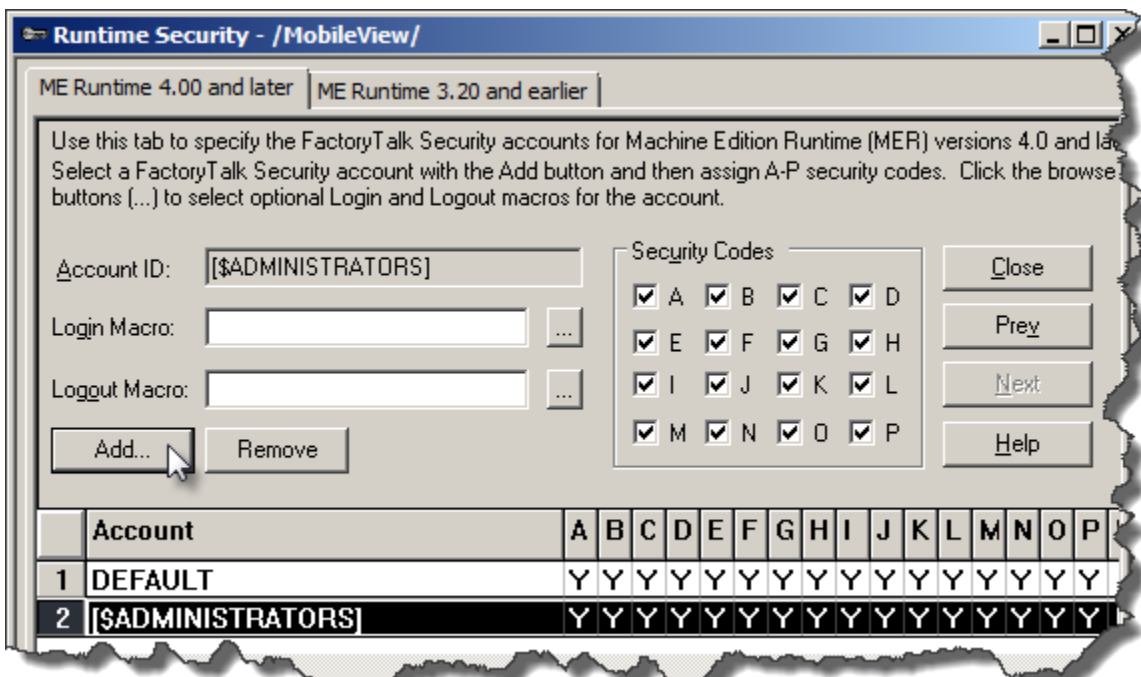 Runtime Security - /MobileView/
ME Runtime 4.00 and later
ME Runtime 3.20 and earlier
Use this tab to specify the FactoryTalk Security accounts for Machine Edition Runtime (MER) versions 4.0 and
Select a FactoryTalk Security account with the Add button and then assign A-P security codes. Click the browse
buttons (...) to select optional Login and Logout macros for the account.
Account ID: [$ADMINISTRATORS]
Login Macro: ...
Logout Macro: ...
Add... Remove
Security Codes
A B C D
E F G H
I J K L
M N O P
Close
Prev
Next
Help
Account A B C D E F G H I J K L M N O P
1 DEFAULT Y Y Y Y Y Y Y Y Y Y Y Y Y Y Y Y
2 [$ADMINISTRATORS] Y Y Y Y Y Y Y Y Y Y Y Y Y Y Y Y